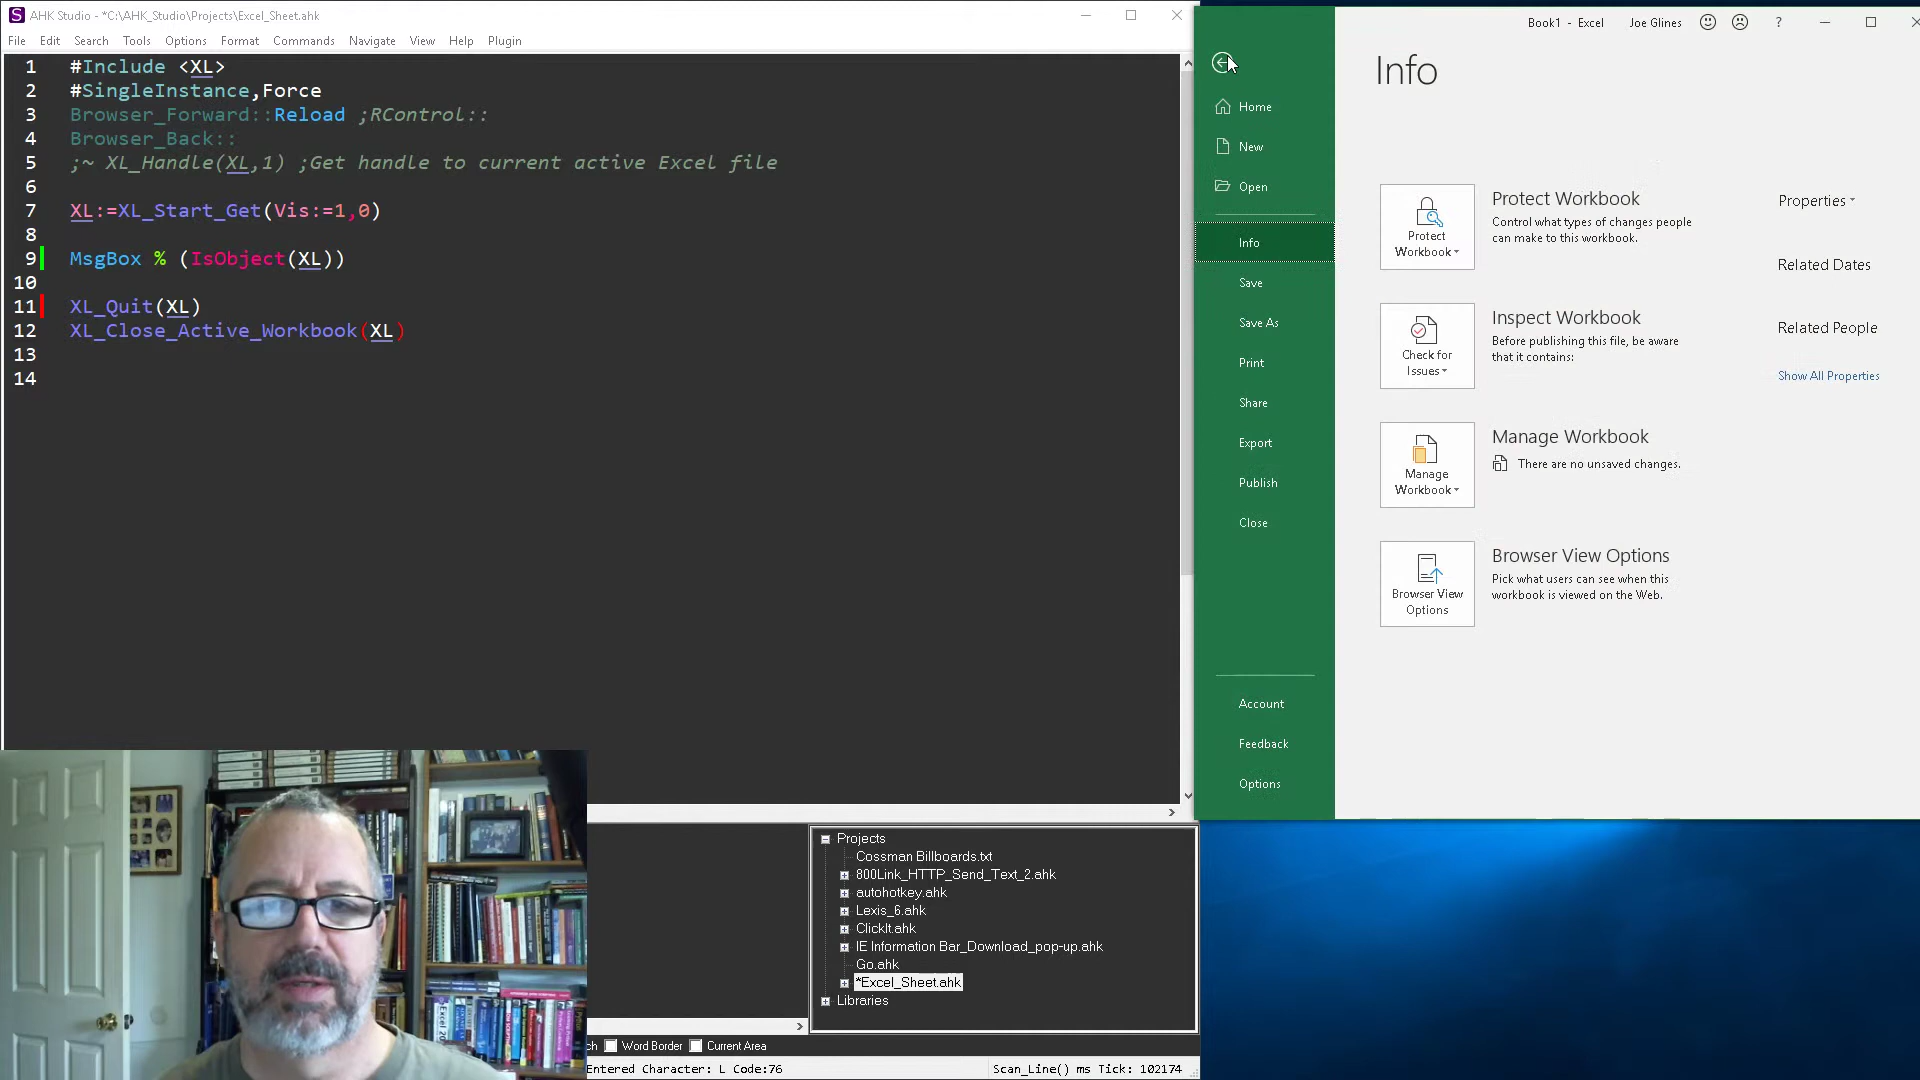 AHK Studio - *C:\AHK_Studio\Projects\Excel_Sheet.ahk
File Edit Search Tools Options Format Commands Navigate View Help Plugin
1 #Include <XL>
2 #SingleInstance,Force
3 Browser_Forward::Reload ;RControl::
4 Browser_Back::
5 ;~ XL_Handle(XL,1) ;Get handle to current active Excel file
6
7 XL:=XL_Start_Get(Vis:=1,0)
8
9 MsgBox % (IsObject(XL))
10
11 XL_Quit(XL)
12 XL_Close_Active_Workbook(XL)
13
14
Projects
Cossman Billboards.txt
800Link_HTTP_Send_Text_2.ahk
autohotkey.ahk
Lexis_6.ahk
ClickIt.ahk
IE Information Bar_Download_pop-up.ahk
Go.ahk
*Excel_Sheet.ahk
Libraries
ch Word Border Current Area
Entered Character: L Code:76 Scan_Line() ms Tick: 102174
Book1 - Excel Joe Glines ?
Home
New
Open
Info
Save
Save As
Print
Share
Export
Publish
Close
Account
Feedback
Options
Info
Protect Workbook
Protect Workbook
Control what types of changes people
can make to this workbook.
Check for Issues
Inspect Workbook
Before publishing this file, be aware
that it contains:
Manage Workbook
Manage Workbook
There are no unsaved changes.
Browser View Options
Browser View Options
Pick what users can see when this
workbook is viewed on the Web.
Properties
Related Dates
Related People
Show All Properties